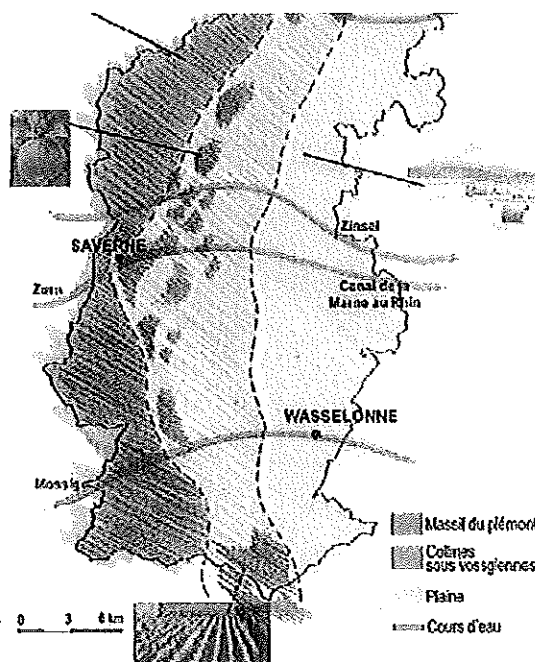 Zinsel
SAVERNE
Zorn
Canal de la
Marne au Rhin
WASSELONNE
Mossig
Massif du piémont
Collines
sous vosgiennes
Plaine
Cours d'eau
0 3 6 km